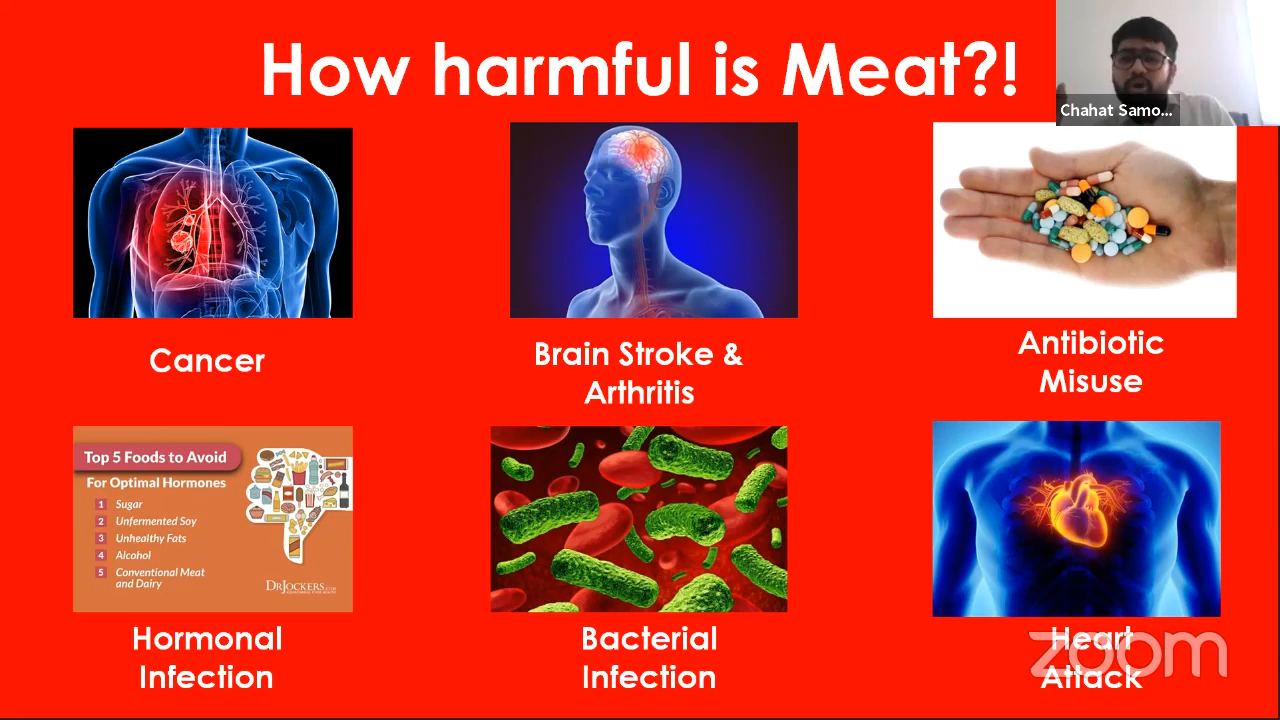 How harmful is Meat?!
Chahat Samo...
Cancer
Brain Stroke &
Arthritis
Antibiotic
Misuse
Top 5 Foods to Avoid
For Optimal Hormones
1 Sugar
2 Unfermented Soy
3 Unhealthy Fats
4 Alcohol
5 Conventional Meat
and Dairy
DRJOCKERS.COM
Hormonal
Infection
Bacterial
Infection
Heart
Attack
zoom